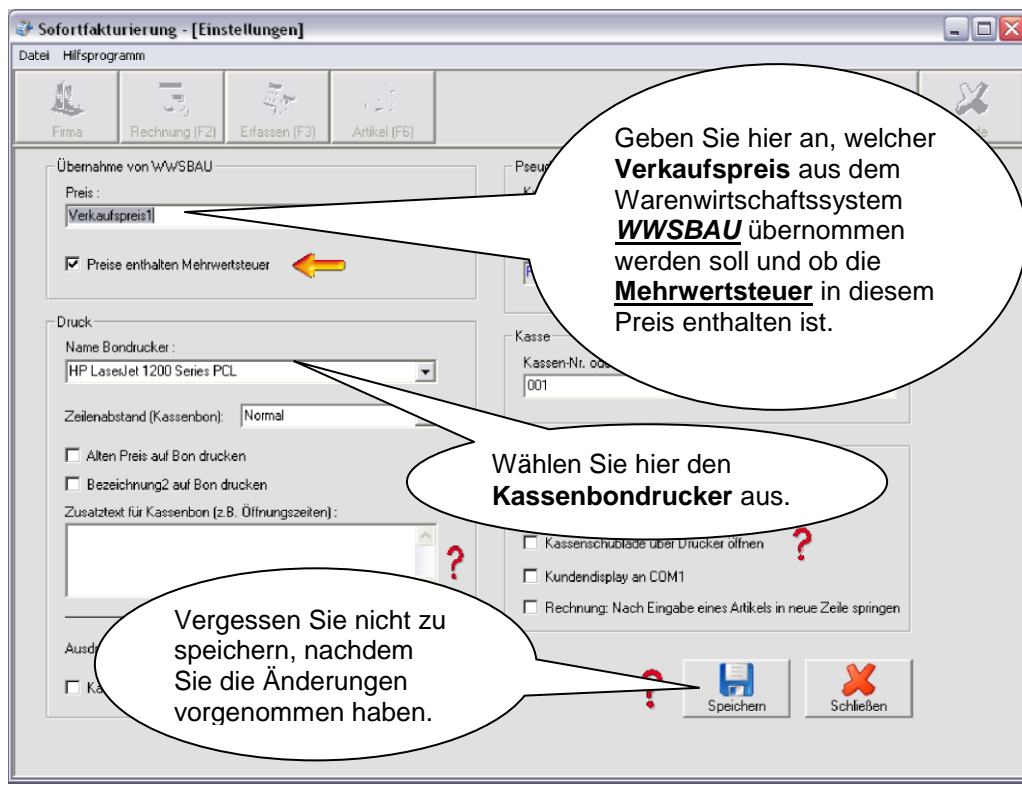 Sofortfakturierung - [Einstellungen]
Datei Hilfsprogramm
Firma
Rechnung (F2)
Erfassen (F3)
Artikel (F6)
Übernahme von WWSBAU
Preis :
Verkaufspreis1
Preise enthalten Mehrwertsteuer
Druck
Name Bondrucker :
HP LaserJet 1200 Series PCL
Zeilenabstand (Kassenbon): Normal
Alten Preis auf Bon drucken
Bezeichnung2 auf Bon drucken
Zusatztext für Kassenbon (z.B. Öffnungszeiten) :
?
Geben Sie hier an, welcher
Verkaufspreis aus dem
Warenwirtschaftssystem
WWSBAU übernommen
werden soll und ob die
Mehrwertsteuer in diesem
Preis enthalten ist.
Kasse
Kassen-Nr.
001
Wählen Sie hier den
Kassenbondrucker aus.
Kassenschublade über Drucker öffnen
?
Kundendisplay an COM1
Rechnung: Nach Eingabe eines Artikels in neue Zeile springen
Vergessen Sie nicht zu
speichern, nachdem
Sie die Änderungen
vorgenommen haben.
?
Speichern
Schließen